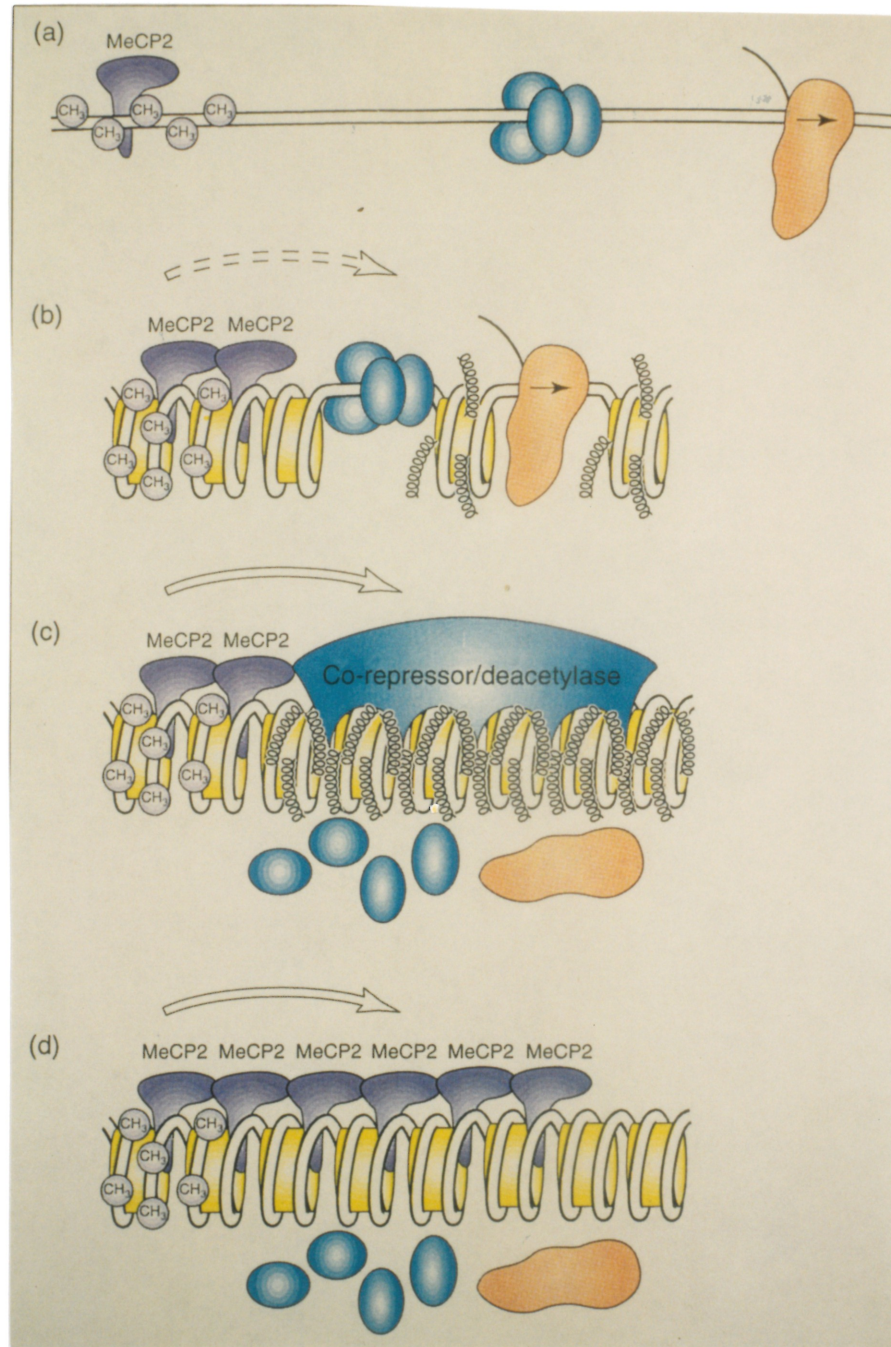 (a)
MeCP2
CH₃ CH₃ CH₃
CH₃ CH₃
(b)
MeCP2 MeCP2
CH₃ CH₃
CH₃
CH₃ CH₃
CH₃
(c)
MeCP2 MeCP2
Co-repressor/deacetylase
CH₃ CH₃
CH₃
CH₃ CH₃
CH₃
(d)
MeCP2 MeCP2 MeCP2 MeCP2 MeCP2 MeCP2
CH₃ CH₃
CH₃
CH₃ CH₃
CH₃